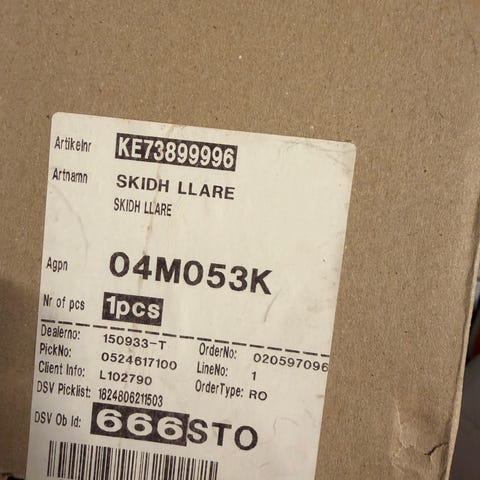 Artikelnr KE73899996
Artnamn SKIDH LLARE
SKIDH LLARE
Agpn 04M053K
Nr of pcs 1pcs
Dealerno: 150933-T OrderNo: 020597096
PickNo: 0524617100 LineNo: 1
Client Info: L102790 OrderType: RO
DSV Picklist: 1824806211503
DSV Ob Id: 666STO